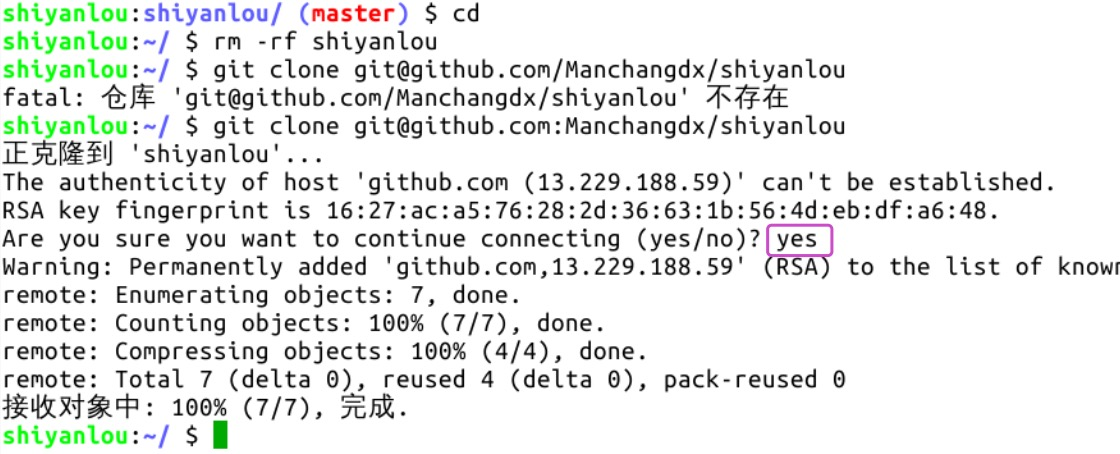 shiyanlou:shiyanlou/ (master) $ cd
shiyanlou:~/ $ rm -rf shiyanlou
shiyanlou:~/ $ git clone git@github.com/Manchangdx/shiyanlou
fatal: 仓库 'git@github.com/Manchangdx/shiyanlou' 不存在
shiyanlou:~/ $ git clone git@github.com:Manchangdx/shiyanlou
正克隆到 'shiyanlou'...
The authenticity of host 'github.com (13.229.188.59)' can't be established.
RSA key fingerprint is 16:27:ac:a5:76:28:2d:36:63:1b:56:4d:eb:df:a6:48.
Are you sure you want to continue connecting (yes/no)? yes
Warning: Permanently added 'github.com,13.229.188.59' (RSA) to the list of known
remote: Enumerating objects: 7, done.
remote: Counting objects: 100% (7/7), done.
remote: Compressing objects: 100% (4/4), done.
remote: Total 7 (delta 0), reused 4 (delta 0), pack-reused 0
接收对象中: 100% (7/7), 完成.
shiyanlou:~/ $